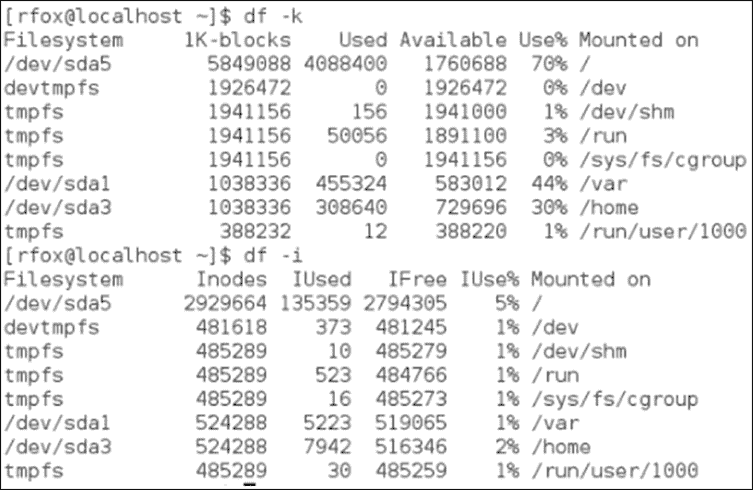 [rfox@localhost ~]$ df -k
Filesystem     1K-blocks    Used Available Use% Mounted on
/dev/sda5        5849088 4088400   1760688  70% /
devtmpfs         1926472       0   1926472   0% /dev
tmpfs            1941156     156   1941000   1% /dev/shm
tmpfs            1941156   50056   1891100   3% /run
tmpfs            1941156       0   1941156   0% /sys/fs/cgroup
/dev/sda1        1038336  455324    583012  44% /var
/dev/sda3        1038336  308640    729696  30% /home
tmpfs             388232      12    388220   1% /run/user/1000
[rfox@localhost ~]$ df -i
Filesystem      Inodes  IUsed   IFree IUse% Mounted on
/dev/sda5      2929664 135359 2794305    5% /
devtmpfs        481618    373  481245    1% /dev
tmpfs           485289     10  485279    1% /dev/shm
tmpfs           485289    523  484766    1% /run
tmpfs           485289     16  485273    1% /sys/fs/cgroup
/dev/sda1       524288   5223  519065    1% /var
/dev/sda3       524288   7942  516346    2% /home
tmpfs           485289     30  485259    1% /run/user/1000